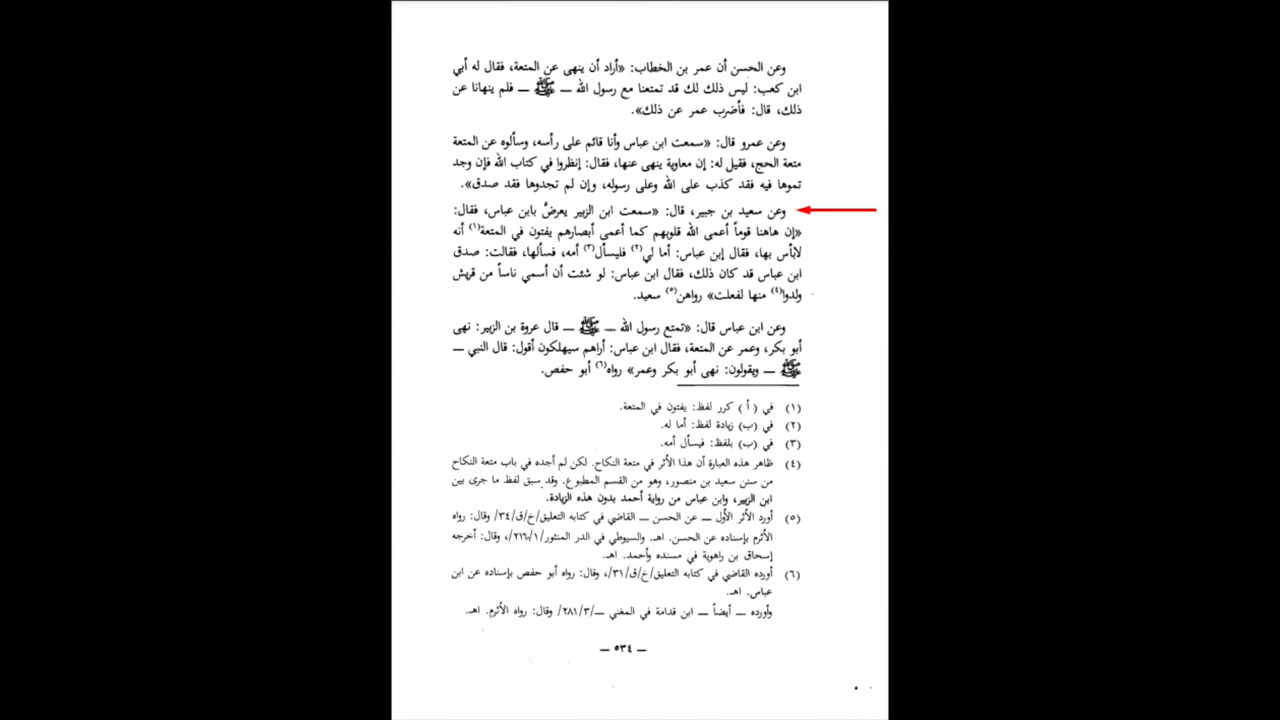 وعن الحسن أن عمر بن الخطاب: «أراد أن ينهى عن المتعة، فقال له أبي
ابن كعب: ليس ذلك لك قد تمتعنا مع رسول الله ـ ﷺ ـ فلم ينهانا عن
ذلك، قال: فأضرب عمر عن ذلك».
وعن عمرو قال: «سمعت ابن عباس وأنا قائم على رأسه، وسألوه عن المتعة
متعة الحج، فقيل له: إن معاوية ينهى عنها، فقال: إنظروا في كتاب الله فإن وجد
تموها فيه فقد كذب على الله وعلى رسوله، وإن لم تجدوها فقد صدق».
وعن سعيد بن جبير، قال: «سمعت ابن الزبير يعرضُّ بابن عباس، فقال:
«إن هاهنا قوماً أعمى الله قلوبهم كما أعمى أبصارهم يفتون في المتعة(١) أنه
لابأس بها، فقال إبن عباس: أما لي(٢) فليسأل(٣) أمه، فسألها، فقالت: صدق
ابن عباس قد كان ذلك، فقال ابن عباس: لو شئت أن أسمي ناساً من قريش
ولدوا(٤) منها لفعلت» رواهن(٥) سعيد.
وعن ابن عباس قال: «تمتع رسول الله ـ ﷺ ـ قال عروة بن الزبير: نهى
أبو بكر، وعمر عن المتعة، فقال ابن عباس: أراهم سيهلكون أقول: قال النبي ـ
ﷺ ـ ويقولون: نهى أبو بكر وعمر» رواه(٦) أبو حفص.
(١) في (أ) كرر لفظ: يفتون في المتعة.
(٢) في (ب) زيادة لفظ: أما له.
(٣) في (ب) بلفظ: فيسأل أمه.
(٤) ظاهر هذه العبارة أن هذا الأثر في متعة النكاح. لكن لم أجده في باب متعة النكاح
من سنن سعيد بن منصور، وهو من القسم المطبوع. وقد سبق لفظ ما جرى بين
ابن الزبير، وابن عباس من رواية أحمد بدون هذه الزيادة.
(٥) أورد الأثر الأول ـ عن الحسن ـ القاضي في كتابه التعليق/خ/ق/٣٤/ وقال: رواه
الأثرم بإسناده عن الحسن. اهـ. والسيوطي في الدر المنثور/٢١٦/١/، وقال: أخرجه
إسحاق بن راهوية في مسنده وأحمد. اهـ.
(٦) أورده القاضي في كتابه التعليق/خ/ق/٣١/، وقال: رواه أبو حفص بإسناده عن ابن
عباس. اهـ.
وأورده ـ أيضاً ـ ابن قدامة في المغني ـ/٢٨١/٣/ وقال: رواه الأثرم. اهـ.
ـ ٥٣٤ ـ